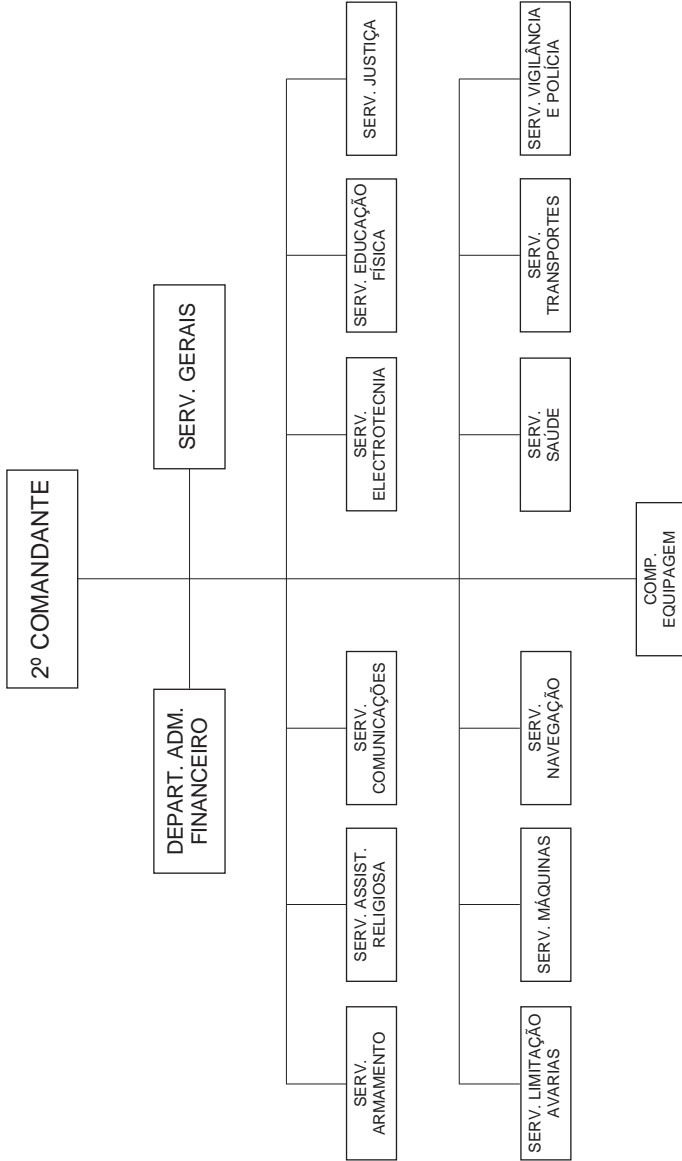 2º COMANDANTE
DEPART. ADM.
FINANCEIRO
SERV. GERAIS
SERV.
ARMAMENTO
SERV. ASSIST.
RELIGIOSA
SERV.
COMUNICAÇÕES
SERV.
ELECTROTECNIA
SERV. EDUCAÇÃO
FÍSICA
SERV. JUSTIÇA
SERV. LIMITAÇÃO
AVARIAS
SERV. MÁQUINAS
SERV.
NAVEGAÇÃO
SERV.
SAÚDE
SERV.
TRANSPORTES
SERV. VIGILÂNCIA
E POLÍCIA
COMP.
EQUIPAGEM